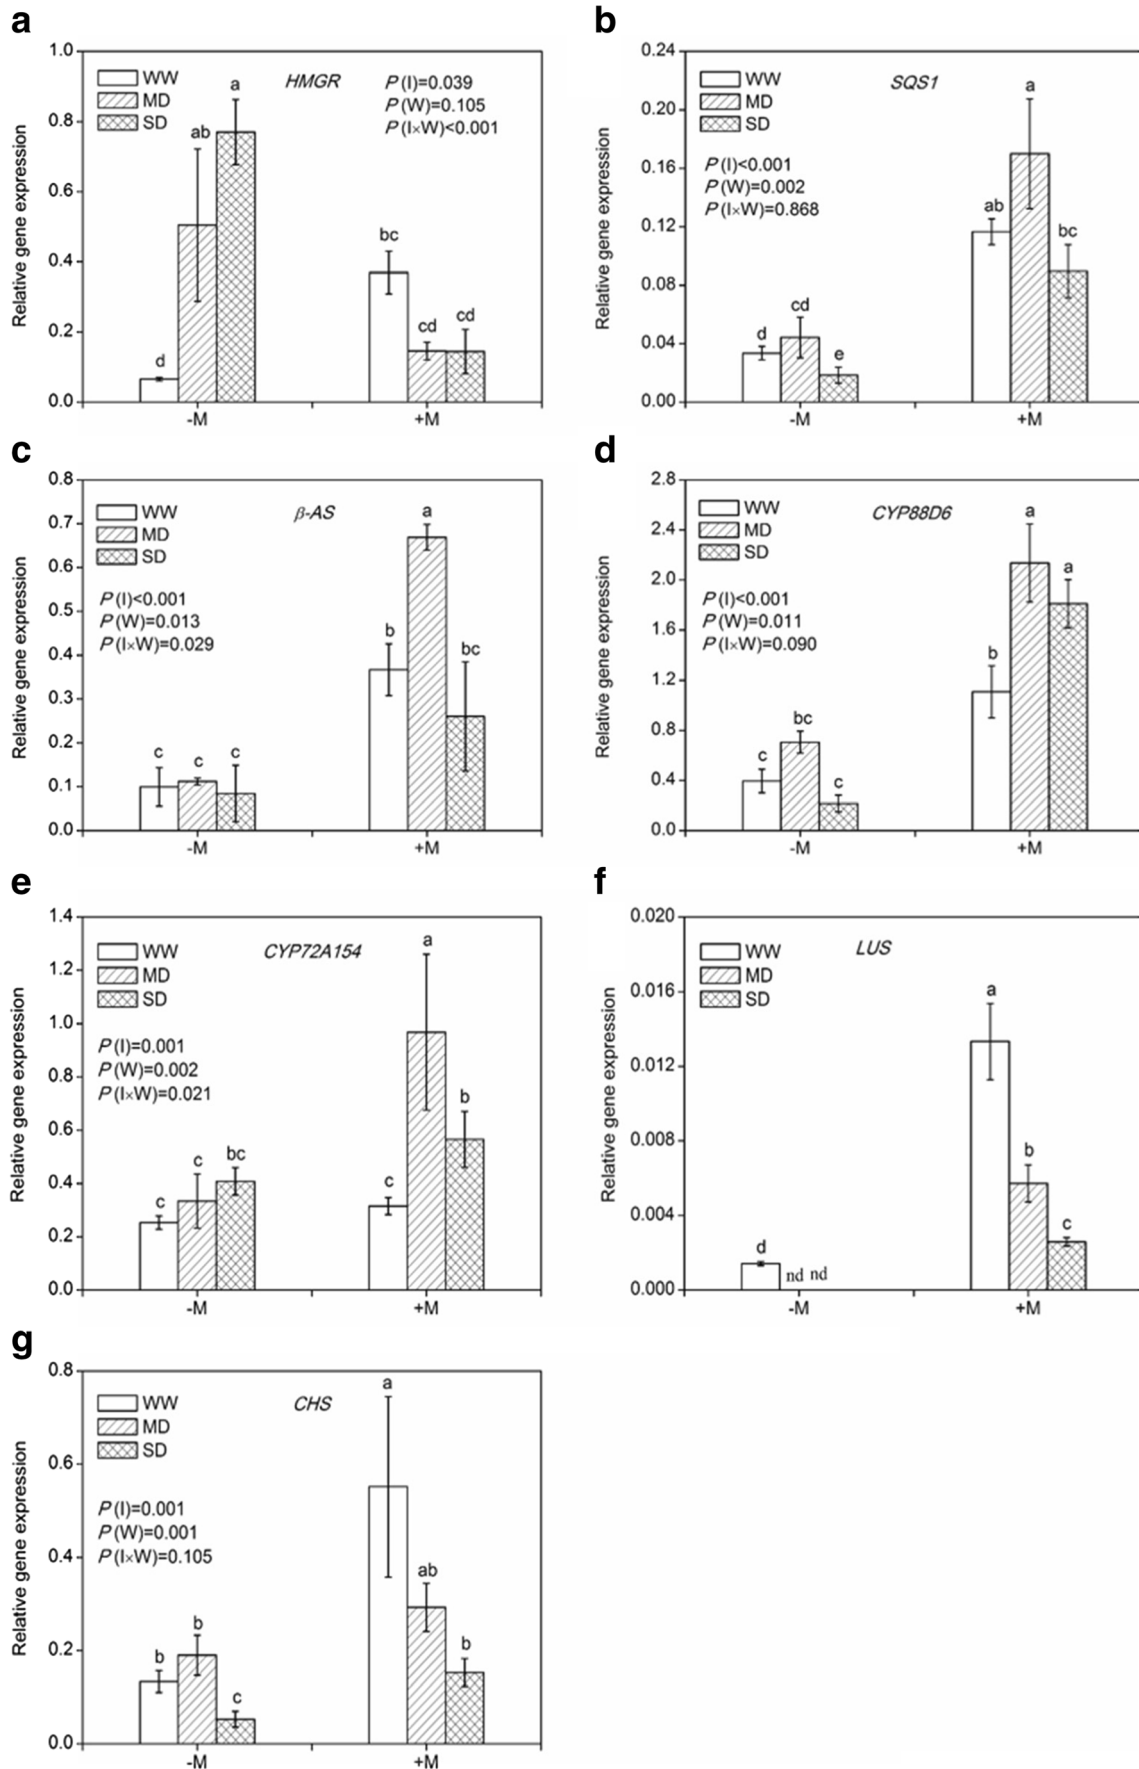 a
1.0
0.8
0.6
0.4
0.2
0.0
Relative gene expression
WW
MD
SD
HMGR
P(I)=0.039
P(W)=0.105
P(I×W)<0.001
d
ab
a
bc
cd
cd
-M
+M
b
0.24
0.20
0.16
0.12
0.08
0.04
0.00
Relative gene expression
WW
MD
SD
SQS1
P(I)<0.001
P(W)=0.002
P(I×W)=0.868
d
cd
e
ab
a
bc
-M
+M
c
0.8
0.7
0.6
0.5
0.4
0.3
0.2
0.1
0.0
Relative gene expression
WW
MD
SD
β-AS
P(I)<0.001
P(W)=0.013
P(I×W)=0.029
c
c
c
b
a
bc
-M
+M
d
2.8
2.4
2.0
1.6
1.2
0.8
0.4
0.0
Relative gene expression
WW
MD
SD
CYP88D6
P(I)<0.001
P(W)=0.011
P(I×W)=0.090
c
bc
c
b
a
a
-M
+M
e
1.4
1.2
1.0
0.8
0.6
0.4
0.2
0.0
Relative gene expression
WW
MD
SD
CYP72A154
P(I)=0.001
P(W)=0.002
P(I×W)=0.021
c
c
bc
c
a
b
-M
+M
f
0.020
0.016
0.012
0.008
0.004
0.000
Relative gene expression
WW
MD
SD
LUS
d
nd nd
a
b
c
-M
+M
g
0.8
0.6
0.4
0.2
0.0
Relative gene expression
WW
MD
SD
CHS
P(I)=0.001
P(W)=0.001
P(I×W)=0.105
b
b
c
a
ab
b
-M
+M